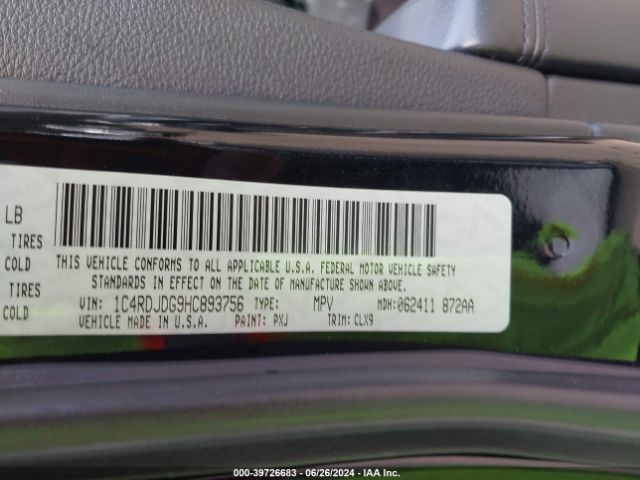 LB
TIRES
COLD
TIRES
COLD
THIS VEHICLE CONFORMS TO ALL APPLICABLE U.S.A. FEDERAL MOTOR VEHICLE SAFETY
STANDARDS IN EFFECT ON THE DATE OF MANUFACTURE SHOWN ABOVE.
VIN: 1C4RDJDG9HC893756 TYPE: MPV MDH:062411 872AA
VEHICLE MADE IN U.S.A. PAINT: PXJ TRIM: CLX9
000-39726683 / 06/26/2024 - IAA Inc.